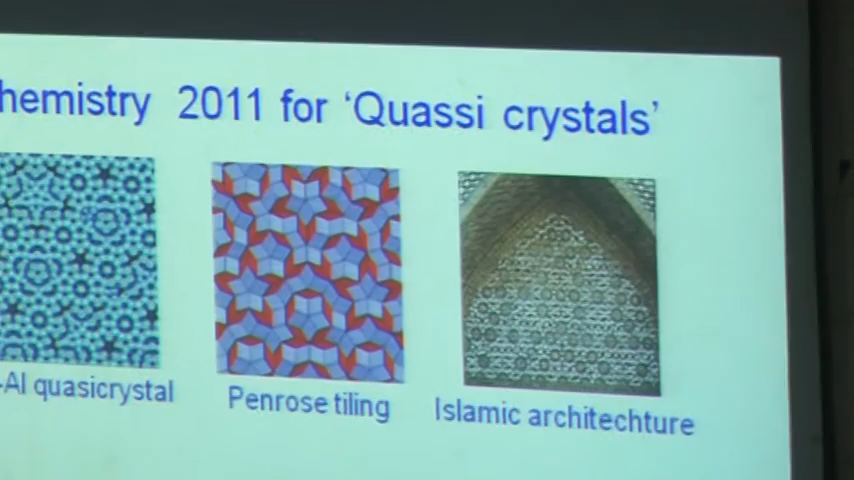 hemistry 2011 for ‘Quassi crystals’
-Al quasicrystal
Penrose tiling
Islamic architechture